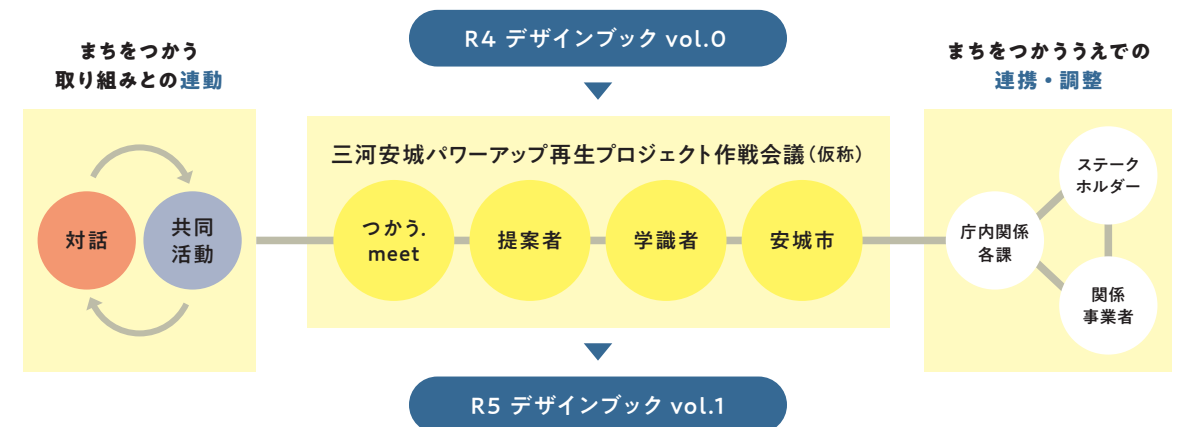 R4 デザインブック vol.0
まちをつかう
取り組みとの連動
対話
共同
活動
三河安城パワーアップ再生プロジェクト作戦会議（仮称）
つかう.
meet
提案者
学識者
安城市
まちをつかううえでの
連携・調整
ステーク
ホルダー
庁内関係
各課
関係
事業者
R5 デザインブック vol.1